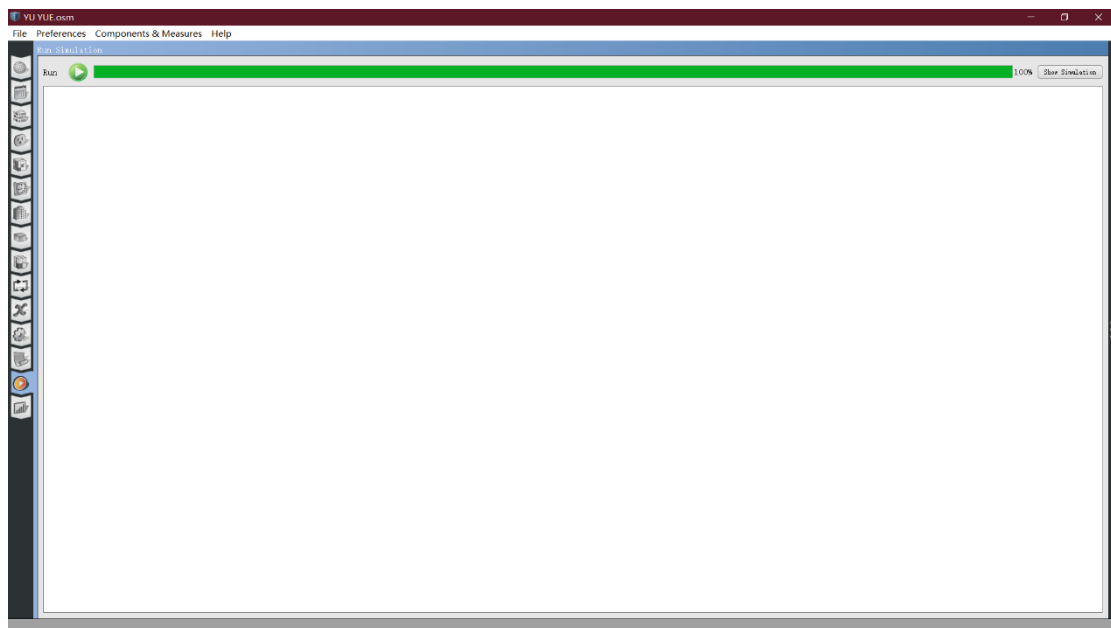 YU YUE.osm
File Preferences Components & Measures Help
Run Simulation
Run 100% Show Simulation